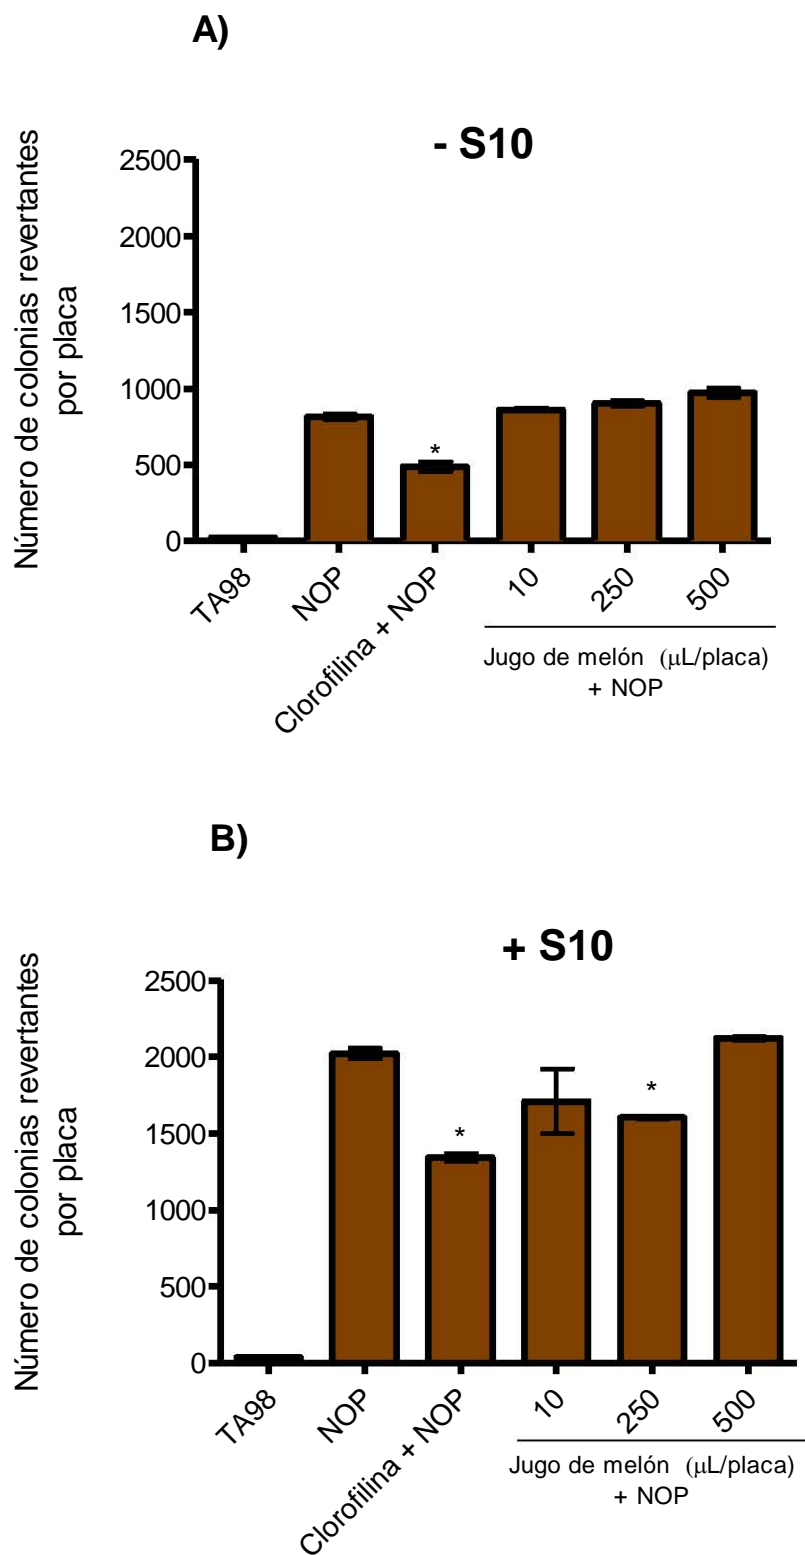 A)
- S10
Número de colonias revertantes
por placa
2500
2000
1500
1000
500
0
*
TA98
NOP
Clorofilina + NOP
10
250
500
Jugo de melón (µL/placa)
+ NOP
B)
+ S10
Número de colonias revertantes
por placa
2500
2000
1500
1000
500
0
*
*
TA98
NOP
Clorofilina + NOP
10
250
500
Jugo de melón (µL/placa)
+ NOP